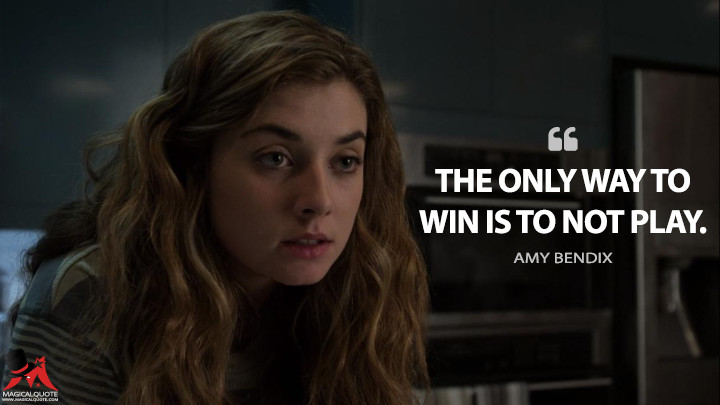 “
THE ONLY WAY TO
WIN IS TO NOT PLAY.
AMY BENDIX
MAGICALQUOTE
WWW.MAGICALQUOTE.COM